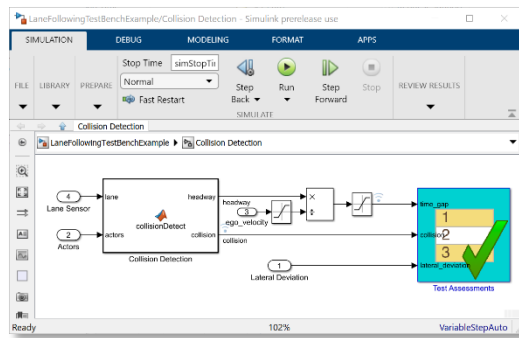 LaneFollowingTestBenchExample/Collision Detection - Simulink prerelease use
SIMULATION DEBUG MODELING FORMAT APPS
FILE LIBRARY PREPARE
Stop Time simStopTi
Normal
Fast Restart
Step Back
Run
Step Forward
Stop
SIMULATE
REVIEW RESULTS
Collision Detection
LaneFollowingTestBenchExample Collision Detection
4
Lane Sensor
2
Actors
lane
actors
collisionDetect
headway
collision
Collision Detection
headway
3
ego_velocity
collision
×
÷
1
Lateral Deviation
time_gap
collision
lateral_deviation
1
2
3
Test Assessments
Ready 102% VariableStepAuto